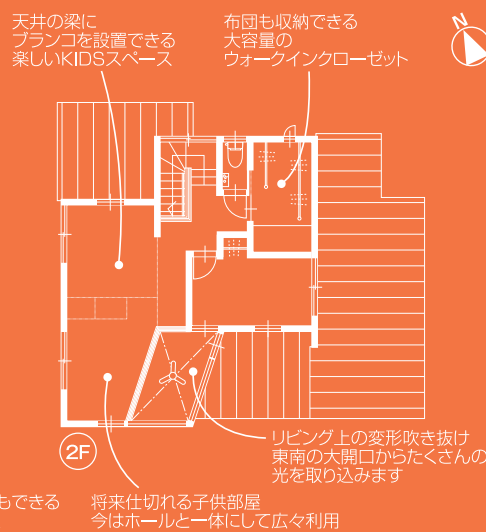 天井の梁に
ブランコを設置できる
楽しいKIDSスペース
布団も収納できる
大容量の
ウォークインクローゼット
N
2F
リビング上の変形吹き抜け
東南の大開口からたくさんの
光を取り込みます
もできる
将来仕切れる子供部屋
今はホールと一体にして広々利用